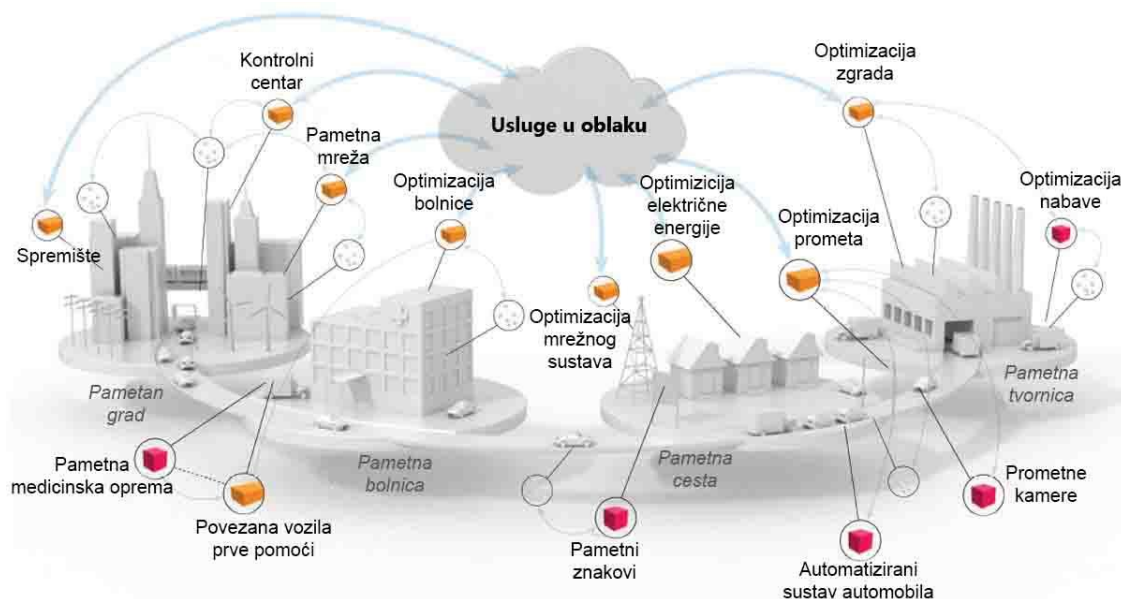 Kontrolni
centar
Usluge u oblaku
Optimizacija
zgrada
Pametna
mreža
Optimizacija
bolnice
Optimizicija
električne
energije
Optimizacija
prometa
Optimizacija
nabave
Spremište
Optimizacija
mrežnog
sustava
Pametan
grad
Pametna
tvornica
Pametna
medicinska oprema
Pametna
bolnica
Pametna
cesta
Povezana vozila
prve pomoći
Pametni
znakovi
Prometne
kamere
Automatizirani
sustav automobila